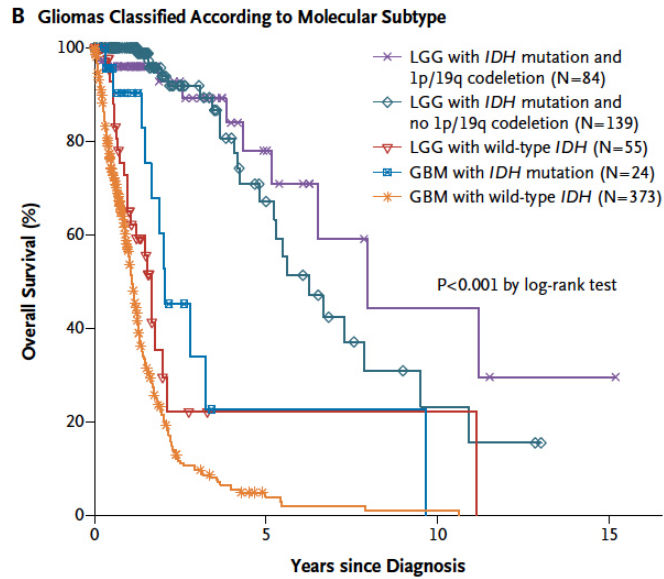 B Gliomas Classified According to Molecular Subtype
100
80
60
40
20
0
Overall Survival (%)
LGG with IDH mutation and
1p/19q codeletion (N=84)
LGG with IDH mutation and
no 1p/19q codeletion (N=139)
LGG with wild-type IDH (N=55)
GBM with IDH mutation (N=24)
GBM with wild-type IDH (N=373)
P<0.001 by log-rank test
0 5 10 15
Years since Diagnosis